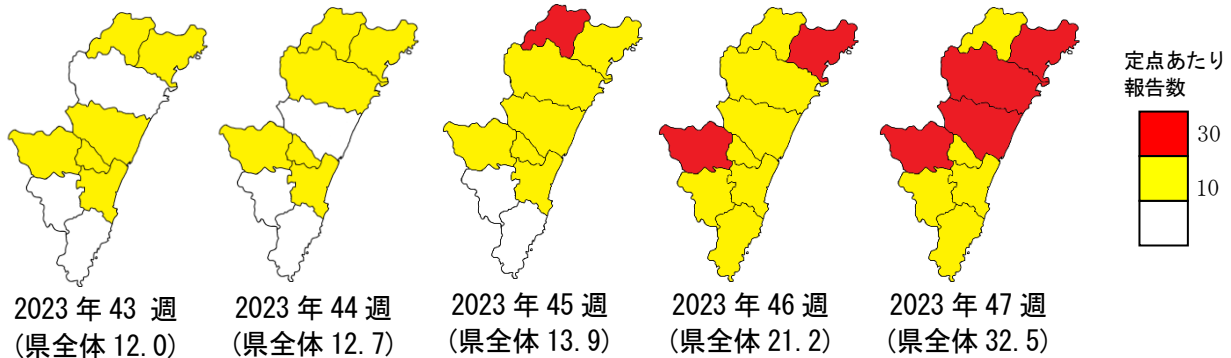 定点あたり
報告数
30
10
2023 年 43 週
(県全体 12.0)
2023 年 44 週
(県全体 12.7)
2023 年 45 週
(県全体 13.9)
2023 年 46 週
(県全体 21.2)
2023 年 47 週
(県全体 32.5)